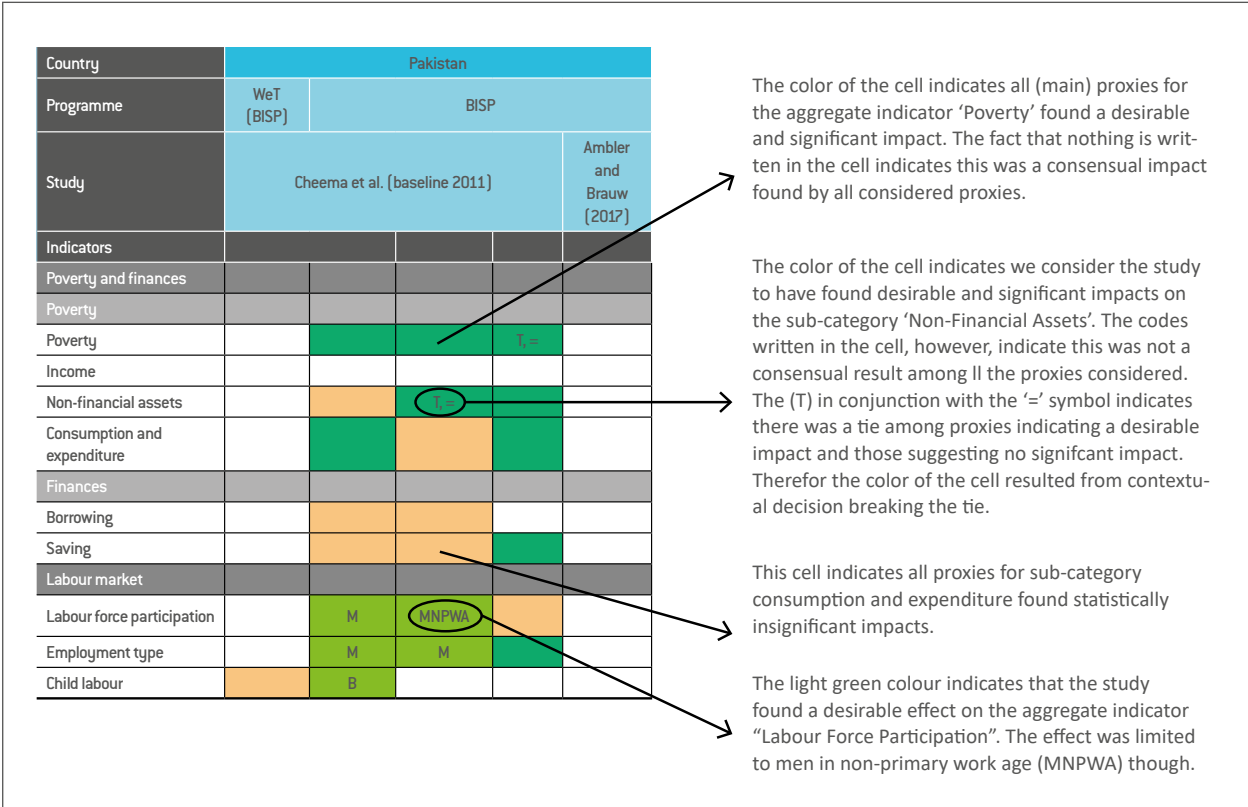 Country
Pakistan
Programme
WeT
(BISP)
BISP
Study
Cheema et al. (baseline 2011)
Ambler
and
Brauw
(2017)
Indicators
Poverty and finances
Poverty
Poverty
T, =
Income
Non-financial assets
T, =
Consumption and
expenditure
Finances
Borrowing
Saving
Labour market
Labour force participation
M
MNPWA
Employment type
M
M
Child labour
B
The color of the cell indicates all (main) proxies for
the aggregate indicator ‘Poverty’ found a desirable
and significant impact. The fact that nothing is writ-
ten in the cell indicates this was a consensual impact
found by all considered proxies.
The color of the cell indicates we consider the study
to have found desirable and significant impacts on
the sub-category ‘Non-Financial Assets’. The codes
written in the cell, however, indicate this was not a
consensual result among ll the proxies considered.
The (T) in conjunction with the ‘=’ symbol indicates
there was a tie among proxies indicating a desirable
impact and those suggesting no signifcant impact.
Therefor the color of the cell resulted from contextu-
al decision breaking the tie.
This cell indicates all proxies for sub-category
consumption and expenditure found statistically
insignificant impacts.
The light green colour indicates that the study
found a desirable effect on the aggregate indicator
“Labour Force Participation”. The effect was limited
to men in non-primary work age (MNPWA) though.